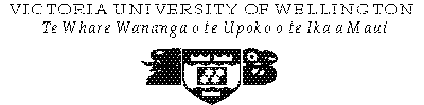 VICTORIA UNIVERSITY OF WELLINGTON
Te Whare Wananga o te Upoko o te Ika a Maui